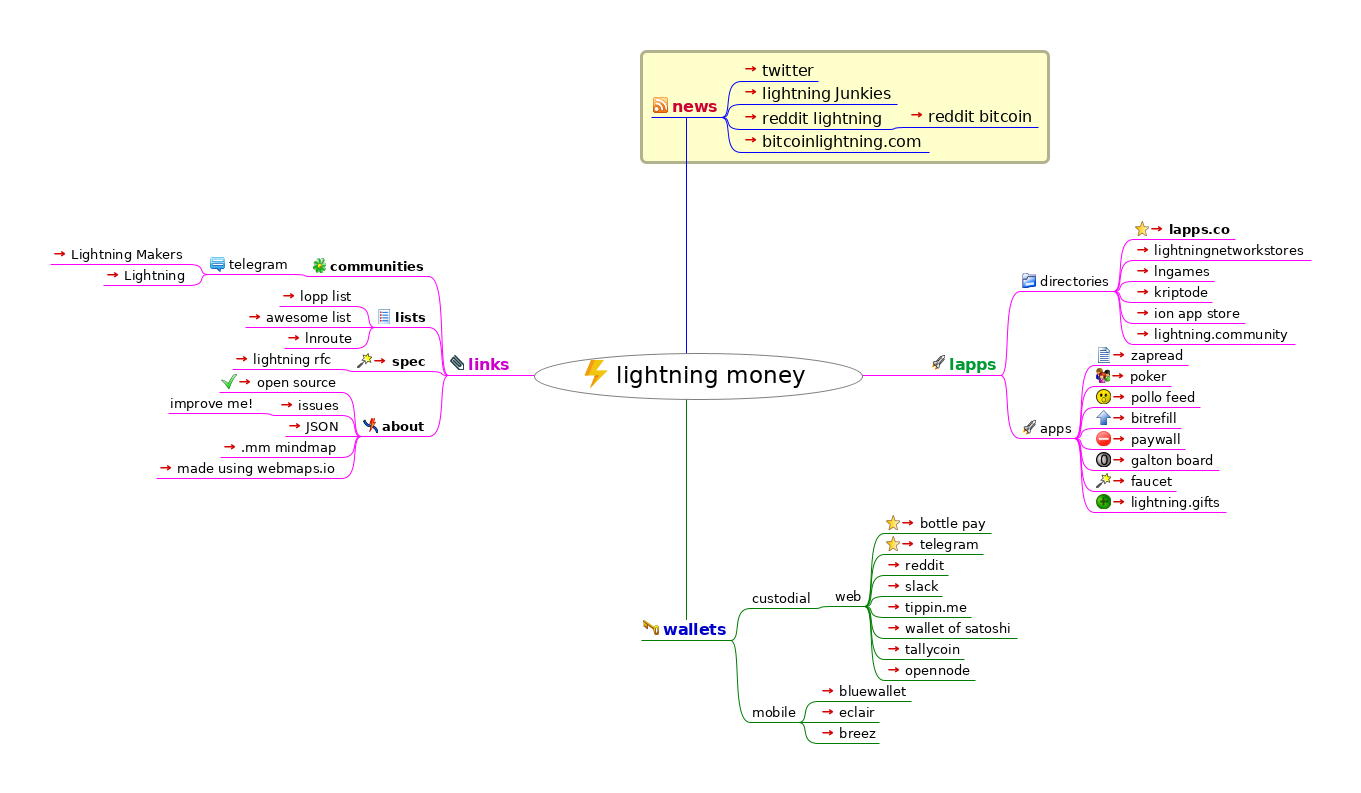 lightning money
news
twitter
lightning Junkies
reddit lightning
reddit bitcoin
bitcoinlightning.com
links
communities
telegram
Lightning Makers
Lightning
lists
lopp list
awesome list
lnroute
spec
lightning rfc
about
open source
issues
improve me!
JSON
.mm mindmap
made using webmaps.io
lapps
directories
lapps.co
lightningnetworkstores
lngames
kriptode
ion app store
lightning.community
apps
zapread
poker
pollo feed
bitrefill
paywall
galton board
faucet
lightning.gifts
wallets
custodial
web
bottle pay
telegram
reddit
slack
tippin.me
wallet of satoshi
tallycoin
opennode
mobile
bluewallet
eclair
breez